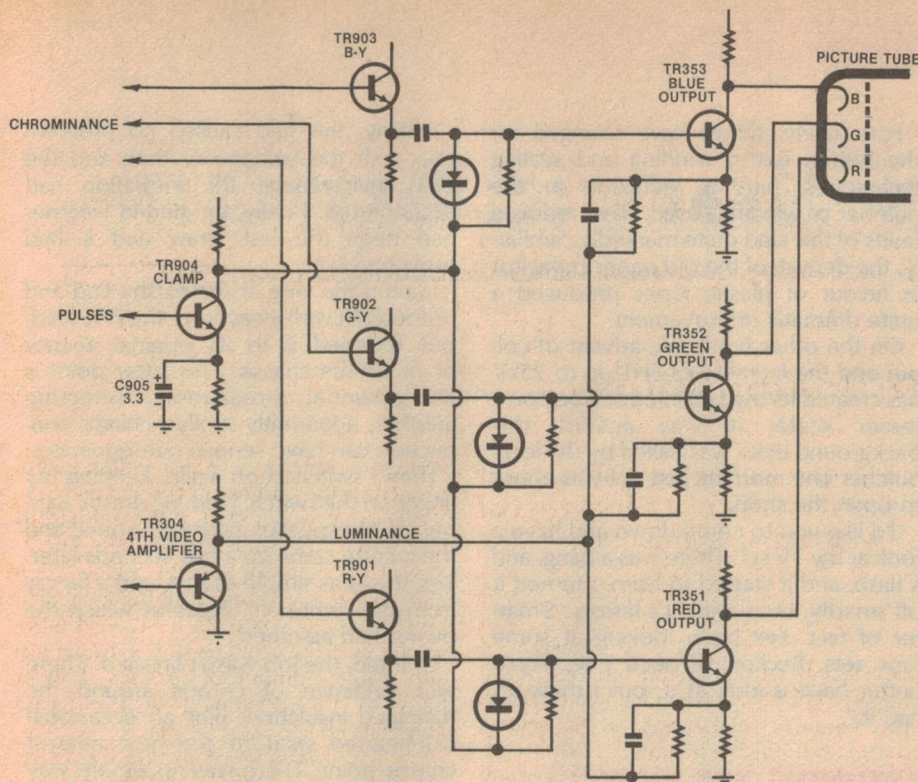 TR903
B-Y
CHROMINANCE
TR353
BLUE
OUTPUT
PICTURE TUBE
B
G
R
TR904
CLAMP
PULSES
TR902
G-Y
C905
3.3
TR352
GREEN
OUTPUT
TR304
4TH VIDEO
AMPLIFIER
LUMINANCE
TR901
R-Y
TR351
RED
OUTPUT
+